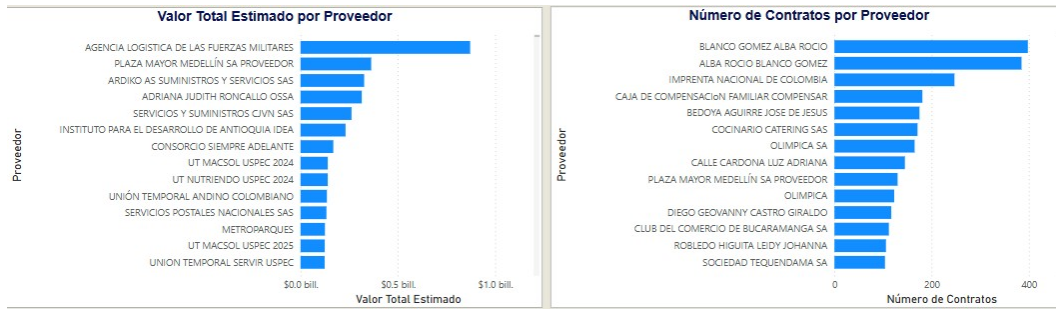 Valor Total Estimado por Proveedor
Proveedor
AGENCIA LOGISTICA DE LAS FUERZAS MILITARES
PLAZA MAYOR MEDELLÍN SA PROVEEDOR
ARDIKO AS SUMINISTROS Y SERVICIOS SAS
ADRIANA JUDITH RONCALLO OSSA
SERVICIOS Y SUMINISTROS CJVN SAS
INSTITUTO PARA EL DESARROLLO DE ANTIOQUIA IDEA
CONSORCIO SIEMPRE ADELANTE
UT MACSOL USPEC 2024
UT NUTRIENDO USPEC 2024
UNIÓN TEMPORAL ANDINO COLOMBIANO
SERVICIOS POSTALES NACIONALES SAS
METROPARQUES
UT MACSOL USPEC 2025
UNION TEMPORAL SERVIR USPEC
$0.0 bill. $0.5 bill. $1.0 bill.
Valor Total Estimado
Número de Contratos por Proveedor
Proveedor
BLANCO GOMEZ ALBA ROCIO
ALBA ROCIO BLANCO GOMEZ
IMPRENTA NACIONAL DE COLOMBIA
CAJA DE COMPENSACIoN FAMILIAR COMPENSAR
BEDOYA AGUIRRE JOSE DE JESUS
COCINARIO CATERING SAS
OLIMPICA SA
CALLE CARDONA LUZ ADRIANA
PLAZA MAYOR MEDELLÍN SA PROVEEDOR
OLIMPICA
DIEGO GEOVANNY CASTRO GIRALDO
CLUB DEL COMERCIO DE BUCARAMANGA SA
ROBLEDO HIGUITA LEIDY JOHANNA
SOCIEDAD TEQUENDAMA SA
0 200 400
Número de Contratos